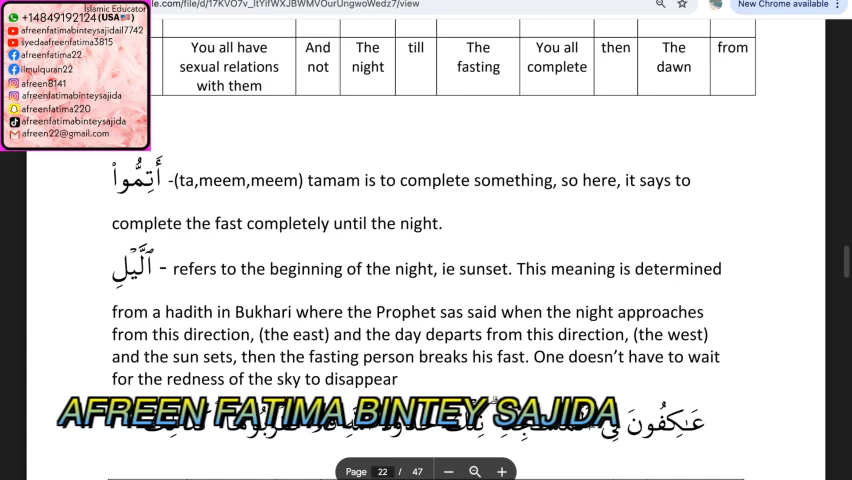 Islamic Educator
+14849192124(USA)
afreenfatimabinteysajidail7742
syedaafreenfatima3815
afreenfatima22
ilmulquran22
afreen8141
afreenfatimabinteysajida
afreenfatima220
afreenfatimabinteysajida
afreen22@gmail.com
le.com/file/d/17KVO7v_ItYifWXJBWMVOurUngwoWedz7/view
New Chrome available
You all have sexual relations with them | And not | The night | till | The fasting | You all complete | then | The dawn | from
أَتِمُّوا۟ -(ta,meem,meem) tamam is to complete something, so here, it says to
complete the fast completely until the night.
ٱلَّيْلِ - refers to the beginning of the night, ie sunset. This meaning is determined
from a hadith in Bukhari where the Prophet sas said when the night approaches
from this direction, (the east) and the day departs from this direction, (the west)
and the sun sets, then the fasting person breaks his fast. One doesn't have to wait
for the redness of the sky to disappear
عَـٰكِفُونَ فِى
AFREEN FATIMA BINTEY SAJIDA
Page 22 / 47